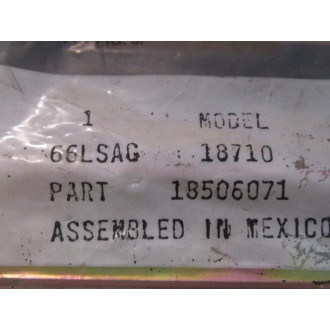 1 MODEL
66LSAG 18710
PART 18506071
ASSEMBLED IN MEXICO